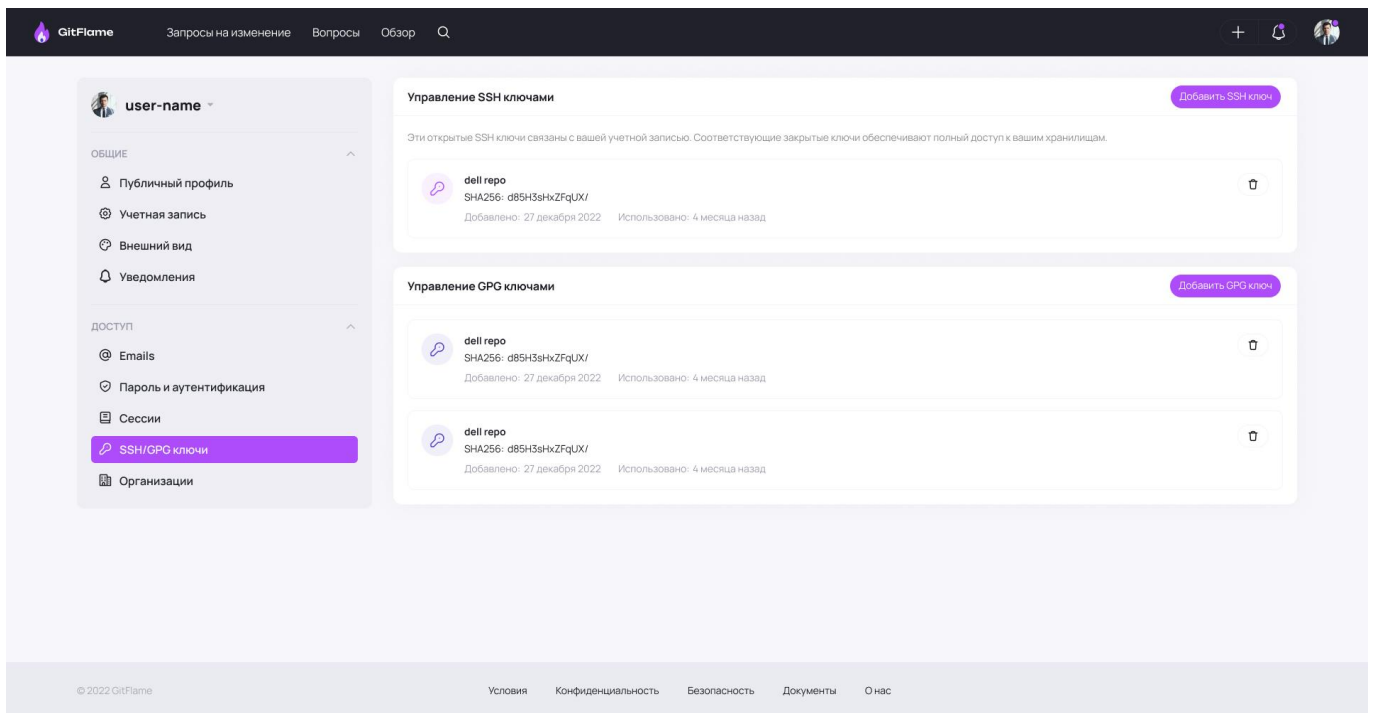 GitFlame
Запросы на изменение Вопросы Обзор
user-name
ОБЩИЕ
Публичный профиль
Учетная запись
Внешний вид
Уведомления
ДОСТУП
Emails
Пароль и аутентификация
Сессии
SSH/GPG ключи
Организации
Управление SSH ключами
Добавить SSH ключ
Эти открытые SSH ключи связаны с вашей учетной записью. Соответствующие закрытые ключи обеспечивают полный доступ к вашим хранилищам.
dell repo
SHA256: d85H3sHxZFqUX/
Добавлено: 27 декабря 2022 Использовано: 4 месяца назад
Управление GPG ключами
Добавить GPG ключ
dell repo
SHA256: d85H3sHxZFqUX/
Добавлено: 27 декабря 2022 Использовано: 4 месяца назад
dell repo
SHA256: d85H3sHxZFqUX/
Добавлено: 27 декабря 2022 Использовано: 4 месяца назад
© 2022 GitFlame
Условия Конфиденциальность Безопасность Документы О нас